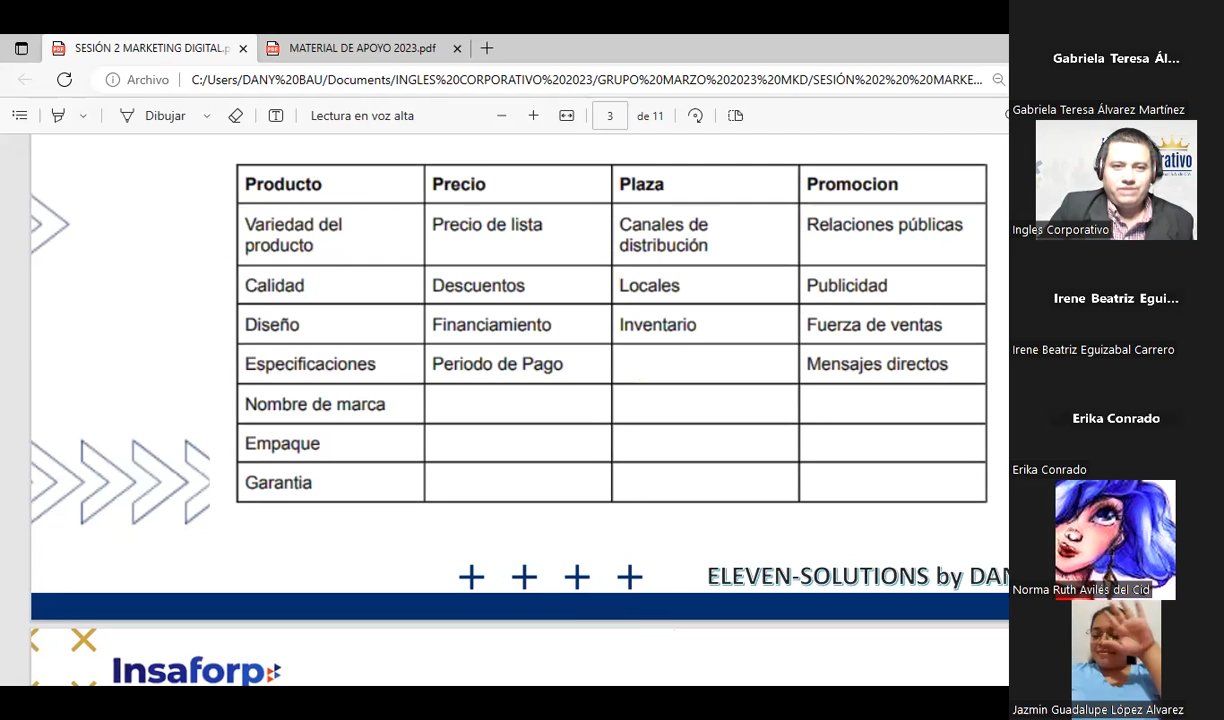 SESIÓN 2 MARKETING DIGITAL.p
MATERIAL DE APOYO 2023.pdf
Archivo
C:/Users/DANY%20BAU/Documents/INGLES%20CORPORATIVO%202023/GRUPO%20MARZO%202023%20MKD/SESIÓN%202%20%20MARKE...
Dibujar
Lectura en voz alta
3
de 11
Producto Precio Plaza Promocion
Variedad del producto Precio de lista Canales de distribución Relaciones públicas
Calidad Descuentos Locales Publicidad
Diseño Financiamiento Inventario Fuerza de ventas
Especificaciones Periodo de Pago Mensajes directos
Nombre de marca
Empaque
Garantia
ELEVEN-SOLUTIONS by DAN
Insaforp
Gabriela Teresa Ál...
Gabriela Teresa Álvarez Martínez
Ingles Corporativo
Irene Beatriz Egui...
Irene Beatriz Eguizabal Carrero
Erika Conrado
Erika Conrado
Norma Ruth Avilés del Cid
Jazmin Guadalupe López Alvarez